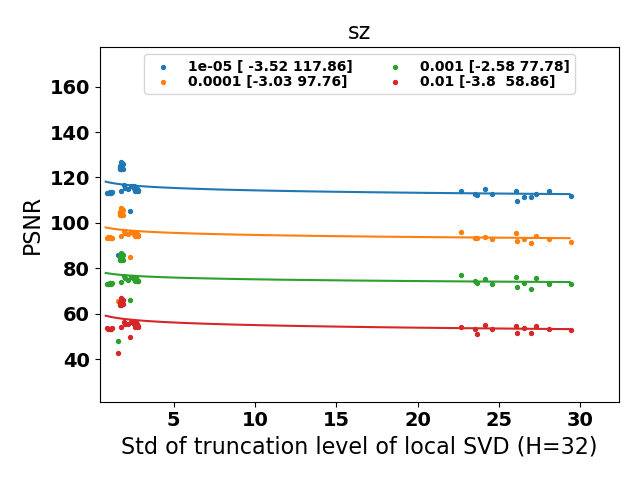 sz
1e-05 [ -3.52 117.86]
0.0001 [-3.03 97.76]
0.001 [-2.58 77.78]
0.01 [-3.8  58.86]
PSNR
160
140
120
100
80
60
40
5 10 15 20 25 30
Std of truncation level of local SVD (H=32)